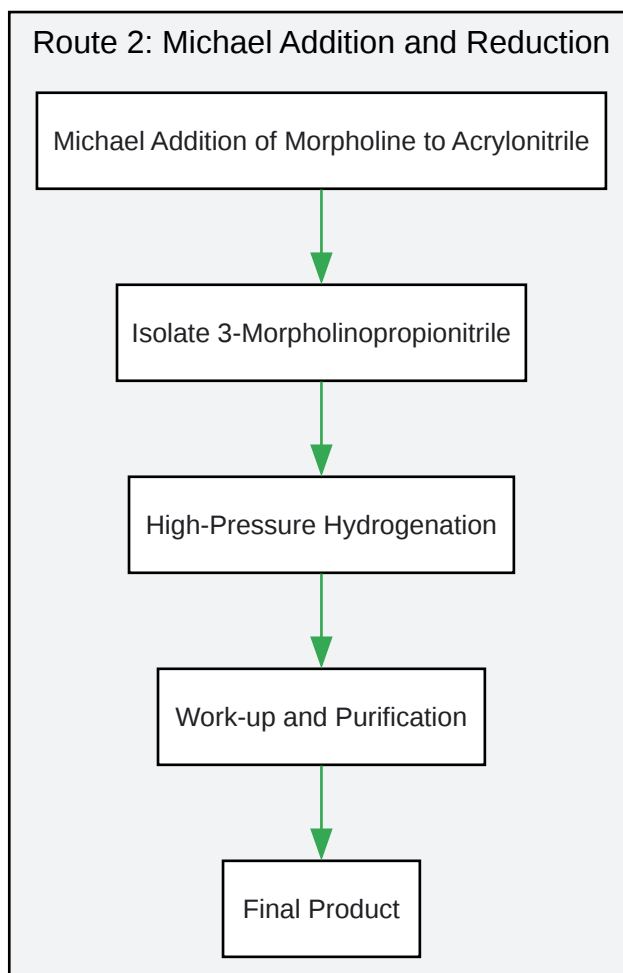 Route 2: Michael Addition and Reduction
Michael Addition of Morpholine to Acrylonitrile
Isolate 3-Morpholinopropionitrile
High-Pressure Hydrogenation
Work-up and Purification
Final Product